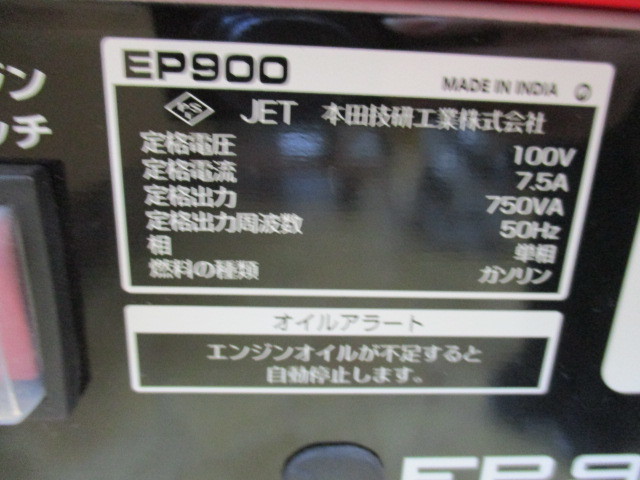 EP900
MADE IN INDIA
JET 本田技研工業株式会社
定格電圧 100V
定格電流 7.5A
定格出力 750VA
定格出力周波数 50Hz
相 単相
燃料の種類 ガソリン
オイルアラート
エンジンオイルが不足すると
自動停止します。
ン
ッチ
EP9